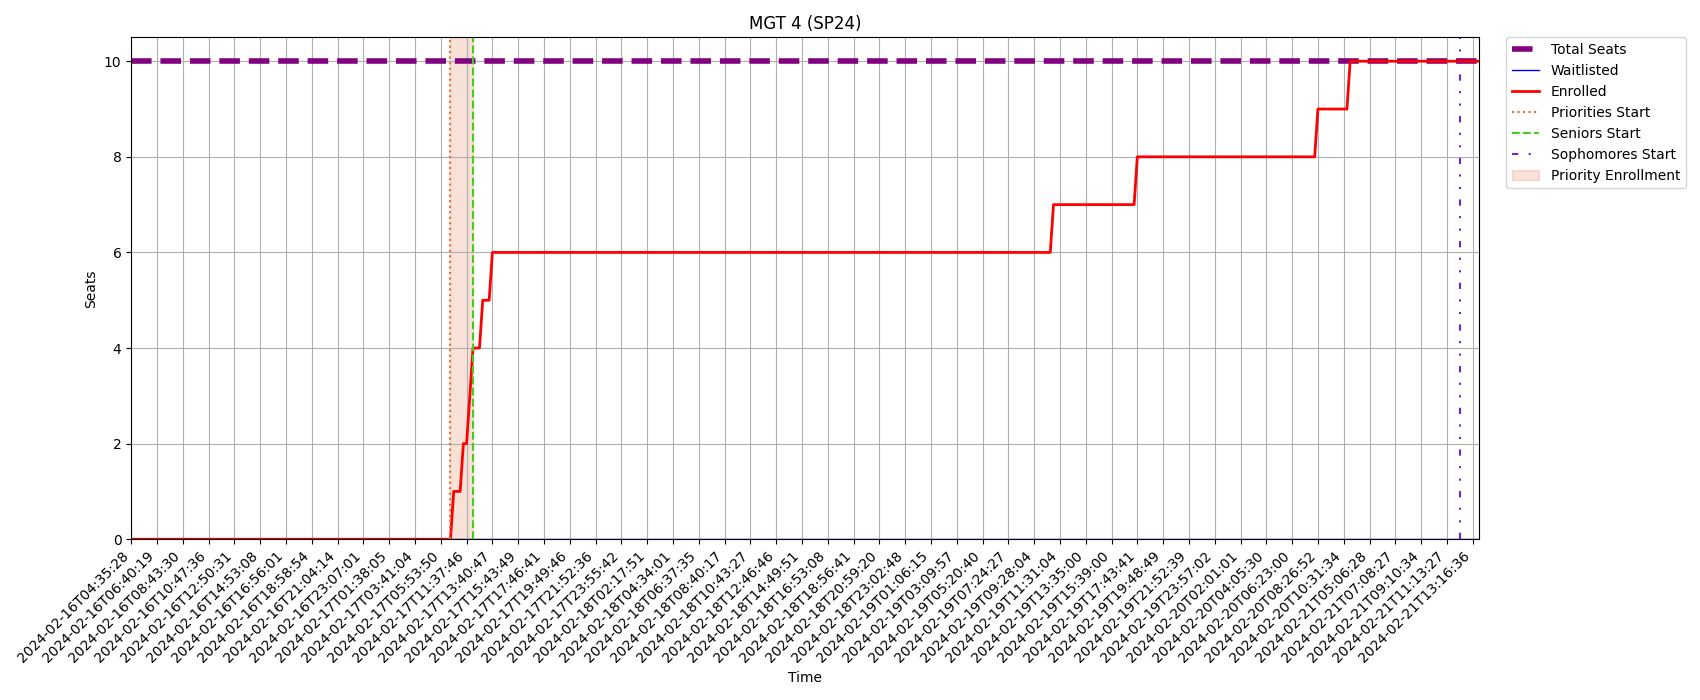 MGT 4 (SP24)
Total Seats
Waitlisted
Enrolled
Priorities Start
Seniors Start
Sophomores Start
Priority Enrollment
Seats
10
8
6
4
2
0
2024-02-16T04:35:28
2024-02-16T06:40:19
2024-02-16T08:43:30
2024-02-16T10:47:36
2024-02-16T12:50:31
2024-02-16T14:53:08
2024-02-16T16:56:01
2024-02-16T18:58:54
2024-02-16T21:04:14
2024-02-16T23:07:01
2024-02-17T01:38:05
2024-02-17T03:41:04
2024-02-17T05:53:50
2024-02-17T11:37:46
2024-02-17T13:40:47
2024-02-17T15:43:49
2024-02-17T17:46:41
2024-02-17T19:49:46
2024-02-17T21:52:36
2024-02-17T23:55:42
2024-02-18T02:17:51
2024-02-18T04:34:01
2024-02-18T06:37:35
2024-02-18T08:40:17
2024-02-18T10:43:27
2024-02-18T12:46:46
2024-02-18T14:49:51
2024-02-18T16:53:08
2024-02-18T18:56:41
2024-02-18T20:59:20
2024-02-18T23:02:48
2024-02-19T01:06:15
2024-02-19T03:09:57
2024-02-19T05:20:40
2024-02-19T07:24:27
2024-02-19T09:28:04
2024-02-19T11:31:04
2024-02-19T13:35:00
2024-02-19T15:39:00
2024-02-19T17:43:41
2024-02-19T19:48:49
2024-02-19T21:52:39
2024-02-19T23:57:02
2024-02-20T02:01:01
2024-02-20T04:05:30
2024-02-20T06:23:00
2024-02-20T08:26:52
2024-02-20T10:31:34
2024-02-21T05:06:28
2024-02-21T07:08:27
2024-02-21T09:10:34
2024-02-21T11:13:27
2024-02-21T13:16:36
Time